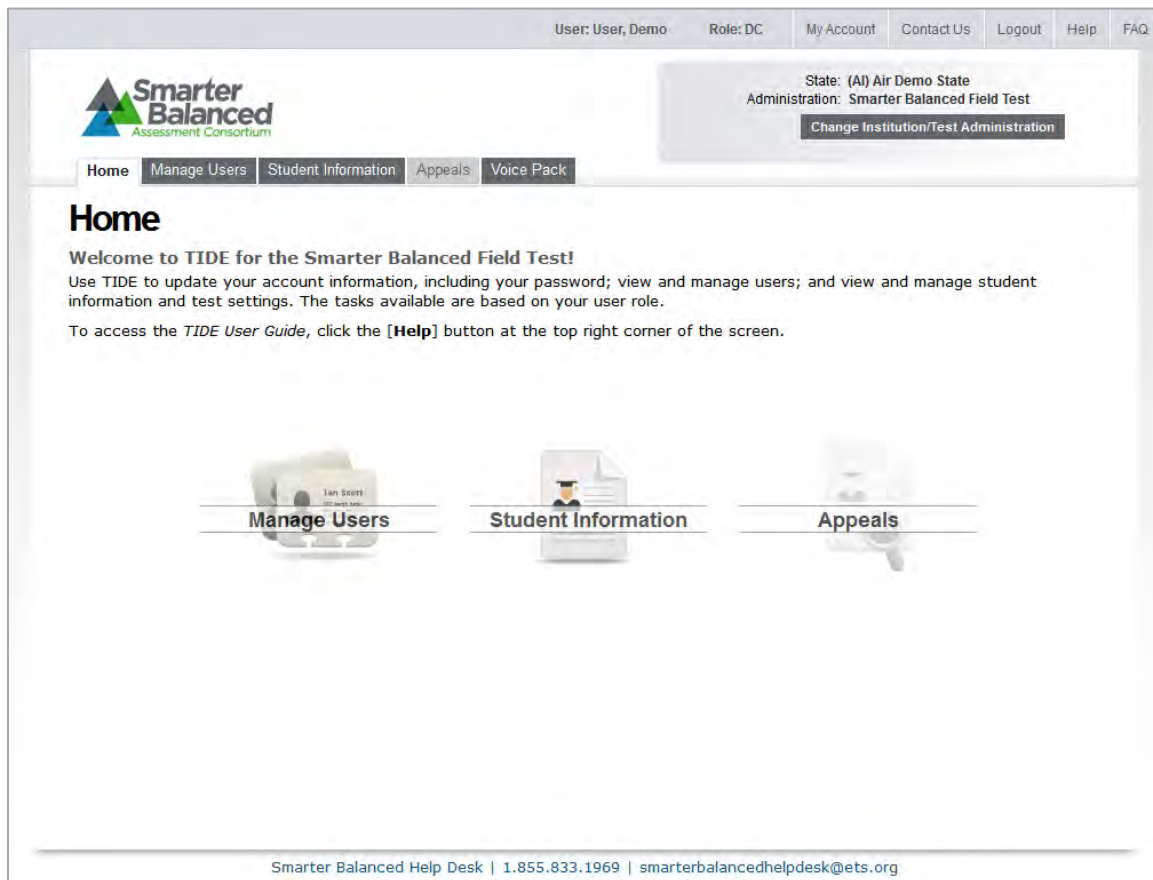 User: User, Demo Role: DC My Account Contact Us Logout Help FAQ
Smarter
Balanced
Assessment Consortium
State: (AI) Air Demo State
Administration: Smarter Balanced Field Test
Change Institution/Test Administration
Home Manage Users Student Information Appeals Voice Pack
Home
Welcome to TIDE for the Smarter Balanced Field Test!
Use TIDE to update your account information, including your password; view and manage users; and view and manage student
information and test settings. The tasks available are based on your user role.
To access the TIDE User Guide, click the [Help] button at the top right corner of the screen.
Ian Scott
Manage Users Student Information Appeals
Smarter Balanced Help Desk | 1.855.833.1969 | smarterbalancedhelpdesk@ets.org